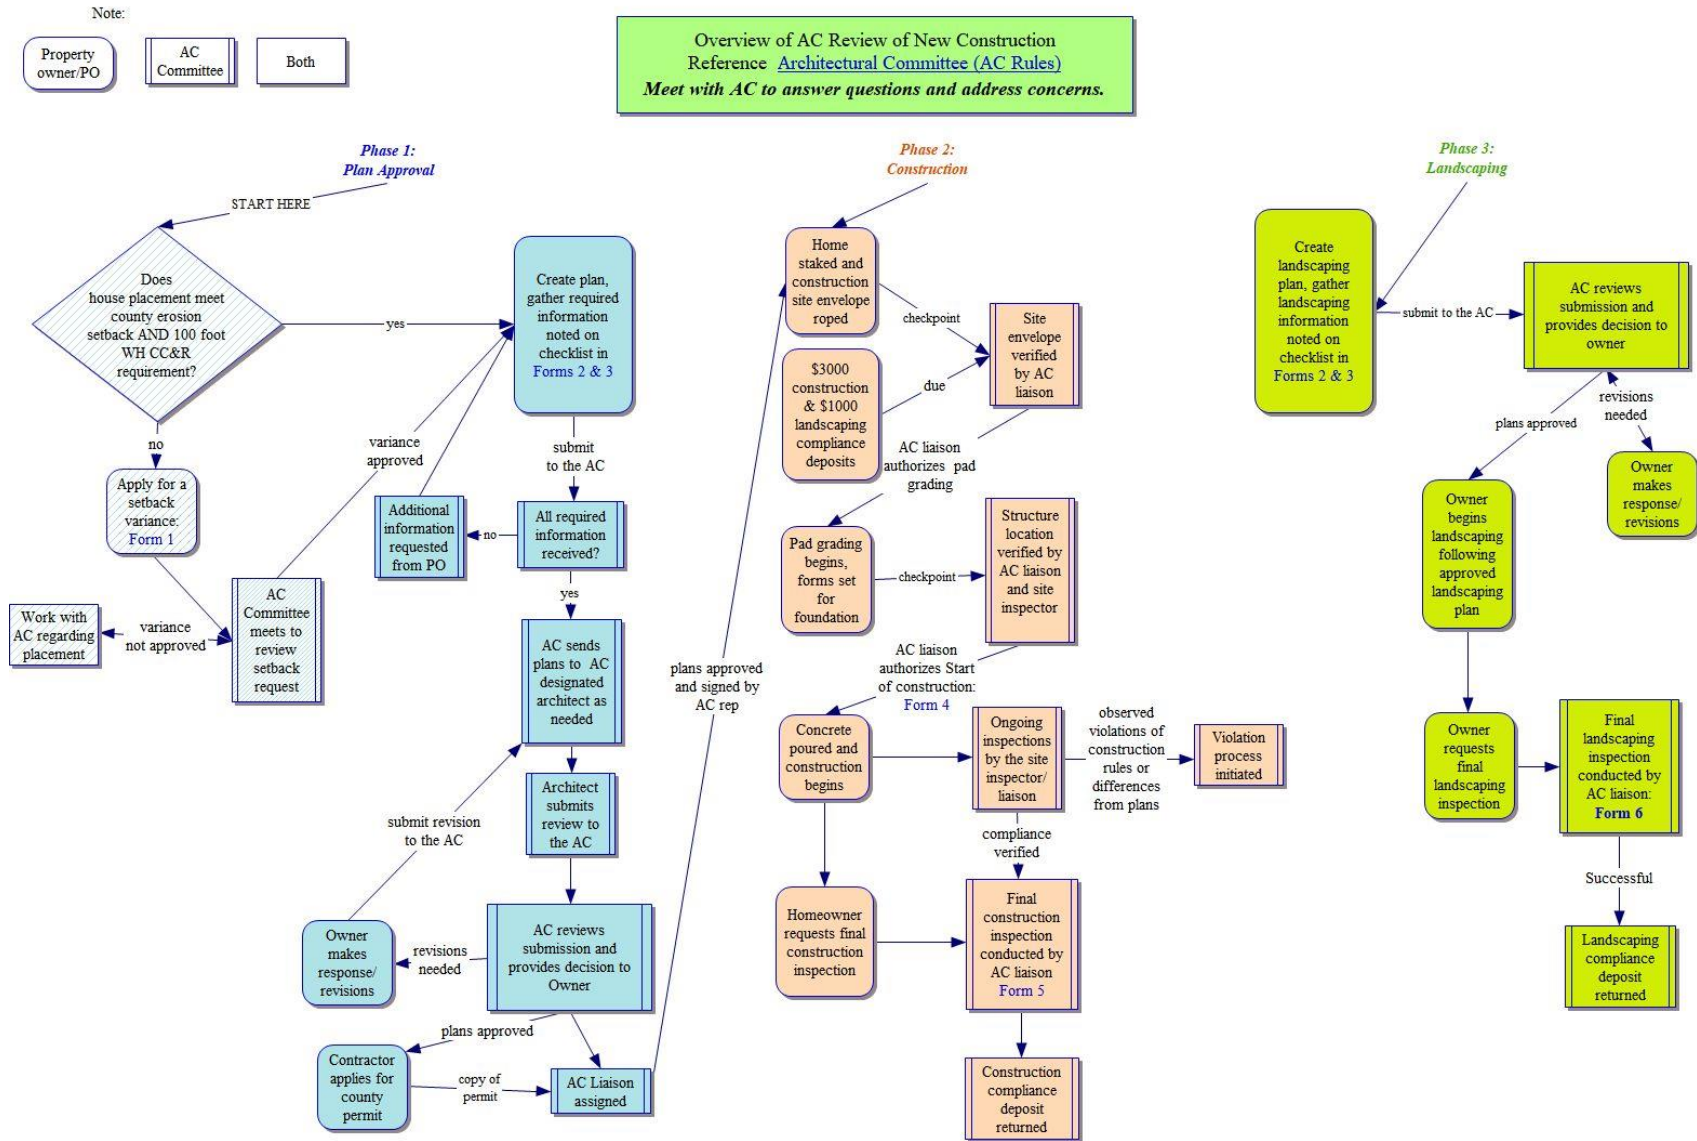 Note:
Property
owner/PO
AC
Committee
Both
Overview of AC Review of New Construction
Reference Architectural Committee (AC Rules)
Meet with AC to answer questions and address concerns.
Phase 1:
Plan Approval
START HERE
Does
house placement meet
county erosion
setback AND 100 foot
WH CC&R
requirement?
yes
no
Apply for a
setback
variance:
Form 1
AC
Committee
meets to
review
setback
request
variance
not approved
Work with
AC regarding
placement
variance
approved
Create plan,
gather required
information
noted on
checklist in
Forms 2 & 3
submit
to the AC
All required
information
received?
no
Additional
information
requested
from PO
yes
AC sends
plans to AC
designated
architect as
needed
Architect
submits
review to
the AC
AC reviews
submission and
provides decision to
Owner
revisions
needed
Owner
makes
response/
revisions
submit revision
to the AC
plans approved
Contractor
applies for
county
permit
copy of
permit
AC Liaison
assigned
plans approved
and signed by
AC rep
Phase 2:
Construction
Home
staked and
construction
site envelope
roped
checkpoint
$3000
construction
& $1000
landscaping
compliance
deposits
due
Site
envelope
verified
by AC
liaison
AC liaison
authorizes pad
grading
Pad grading
begins,
forms set
for
foundation
checkpoint
Structure
location
verified by
AC liaison
and site
inspector
AC liaison
authorizes Start
of construction:
Form 4
Concrete
poured and
construction
begins
Ongoing
inspections
by the site
inspector/
liaison
observed
violations of
construction
rules or
differences
from plans
Violation
process
initiated
compliance
verified
Homeowner
requests final
construction
inspection
Final
construction
inspection
conducted by
AC liaison
Form 5
Construction
compliance
deposit
returned
Phase 3:
Landscaping
Create
landscaping
plan, gather
landscaping
information
noted on
checklist in
Forms 2 & 3
submit to the AC
AC reviews
submission and
provides decision to
owner
revisions
needed
Owner
makes
response/
revisions
plans approved
Owner
begins
landscaping
following
approved
landscaping
plan
Owner
requests
final
landscaping
inspection
Final
landscaping
inspection
conducted by
AC liaison:
Form 6
Successful
Landscaping
compliance
deposit
returned